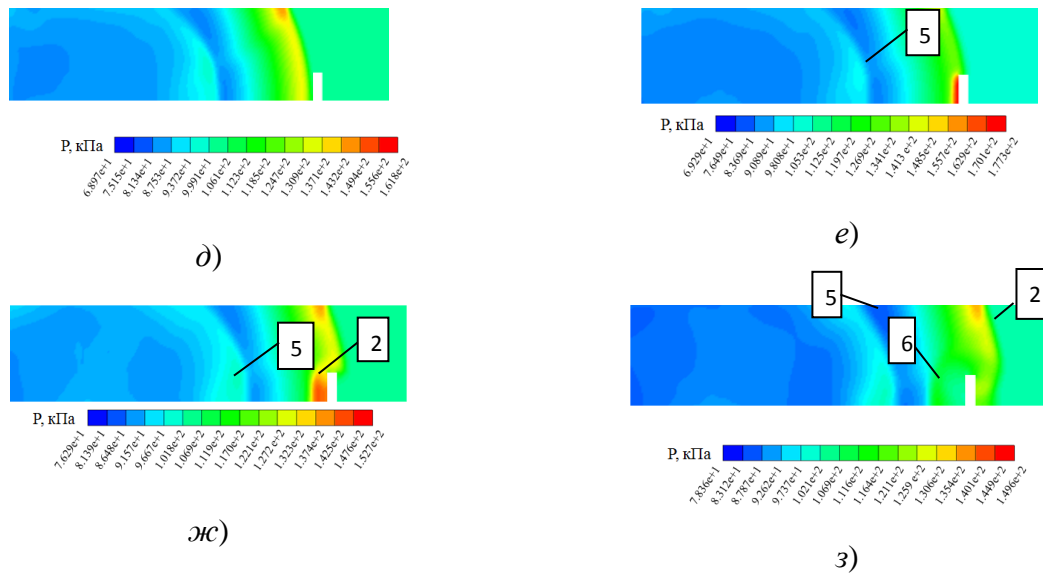 5
P, кПа
6.897e+1 7.515e+1 8.134e+1 8.753e+1 9.372e+1 9.991e+1 1.061e+2 1.123e+2 1.185e+2 1.247e+2 1.309e+2 1.371e+2 1.432e+2 1.494e+2 1.556e+2 1.618e+2
P, кПа
6.929e+1 7.649e+1 8.369e+1 9.089e+1 9.808e+1 1.053e+2 1.125e+2 1.197e+2 1.269e+2 1.341e+2 1.413 e+2 1.485e+2 1.557e+2 1.629e+2 1.701e+2 1.773e+2
д)
е)
5
2
5
6
2
P, кПа
7.629e+1 8.139e+1 8.648e+1 9.157e+1 9.667e+1 1.018e+2 1.069e+2 1.119e+2 1.170e+2 1.221e+2 1.272 e+2 1.323e+2 1.374e+2 1.425e+2 1.476e+2 1.527e+2
P, кПа
7.836e+1 8.312e+1 8.787e+1 9.262e+1 9.737e+1 1.021e+2 1.069e+2 1.116e+2 1.164e+2 1.211e+2 1.259 e+2 1.306e+2 1.354e+2 1.401e+2 1.449e+2 1.496e+2
ж)
з)